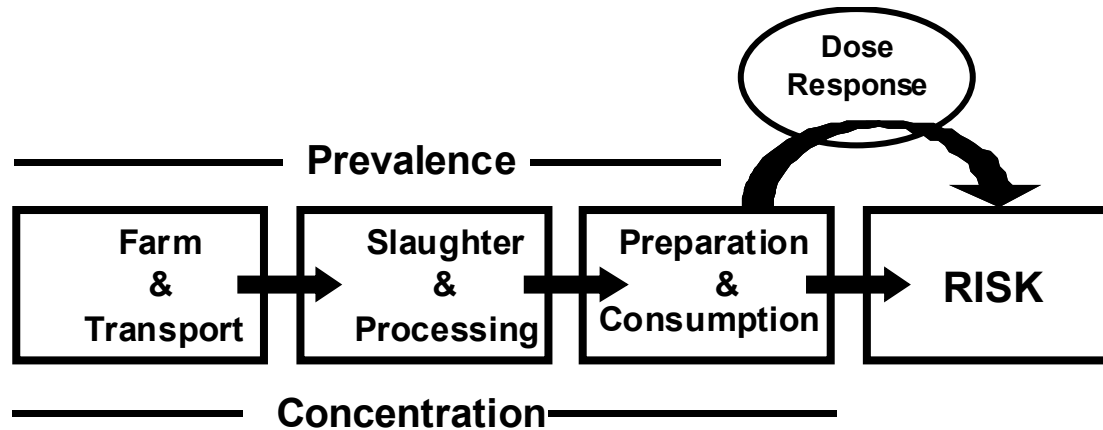 Dose
Response
Prevalence
Farm
&
Transport
Slaughter
&
Processing
Preparation
&
Consumption
RISK
Concentration